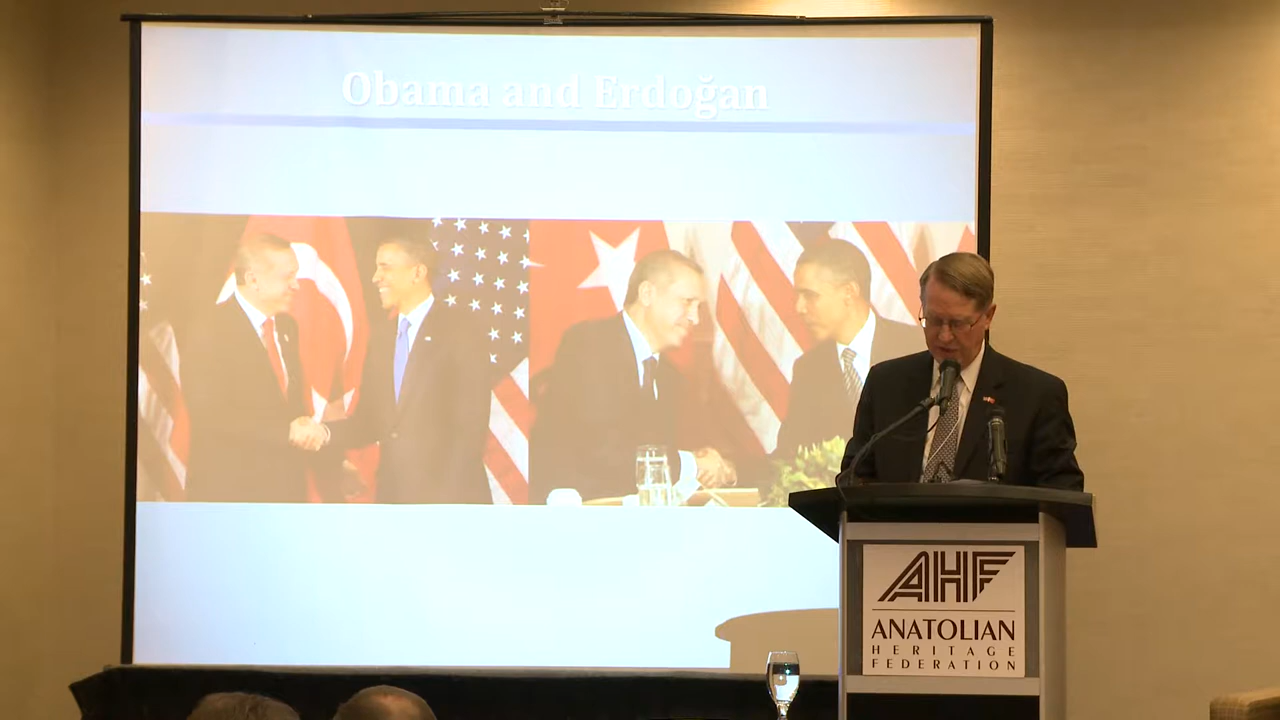 Obama and Erdoğan
AHF
ANATOLIAN
HERITAGE
FEDERATION